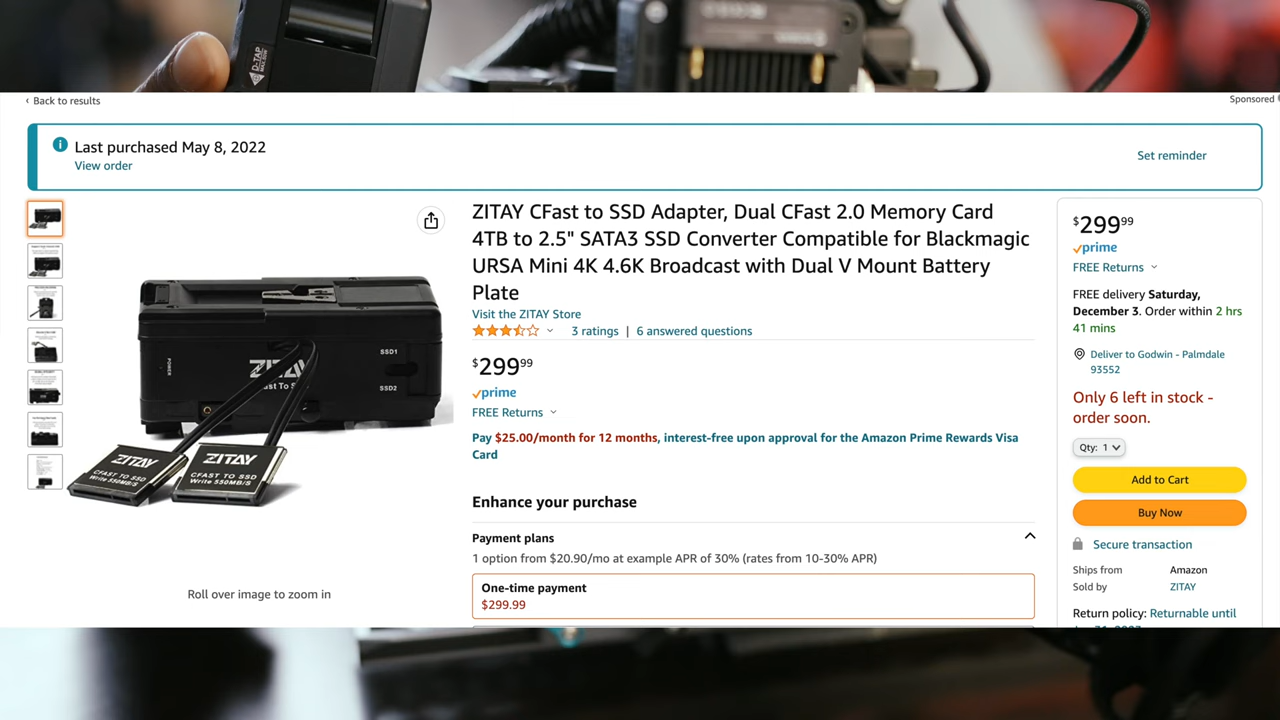 D-TAP
‹ Back to results
Sponsored
Last purchased May 8, 2022
View order
Set reminder
ZITAY CFast to SSD Adapter, Dual CFast 2.0 Memory Card
4TB to 2.5" SATA3 SSD Converter Compatible for Blackmagic
URSA Mini 4K 4.6K Broadcast with Dual V Mount Battery
Plate
Visit the ZITAY Store
3 ratings | 6 answered questions
$299.99
prime
FREE Returns
Pay $25.00/month for 12 months, interest-free upon approval for the Amazon Prime Rewards Visa
Card
Enhance your purchase
Payment plans
1 option from $20.90/mo at example APR of 30% (rates from 10-30% APR)
One-time payment
$299.99
POWER
ZITAY
st To S
SSD1
SSD2
ZITAY
CFAST TO SSD
Write 550MB/S
ZITAY
CFAST TO SSD
Write 550MB/S
Roll over image to zoom in
$299.99
prime
FREE Returns
FREE delivery Saturday,
December 3. Order within 2 hrs
41 mins
Deliver to Godwin - Palmdale
93552
Only 6 left in stock -
order soon.
Qty: 1
Add to Cart
Buy Now
Secure transaction
Ships from Amazon
Sold by ZITAY
Return policy: Returnable until